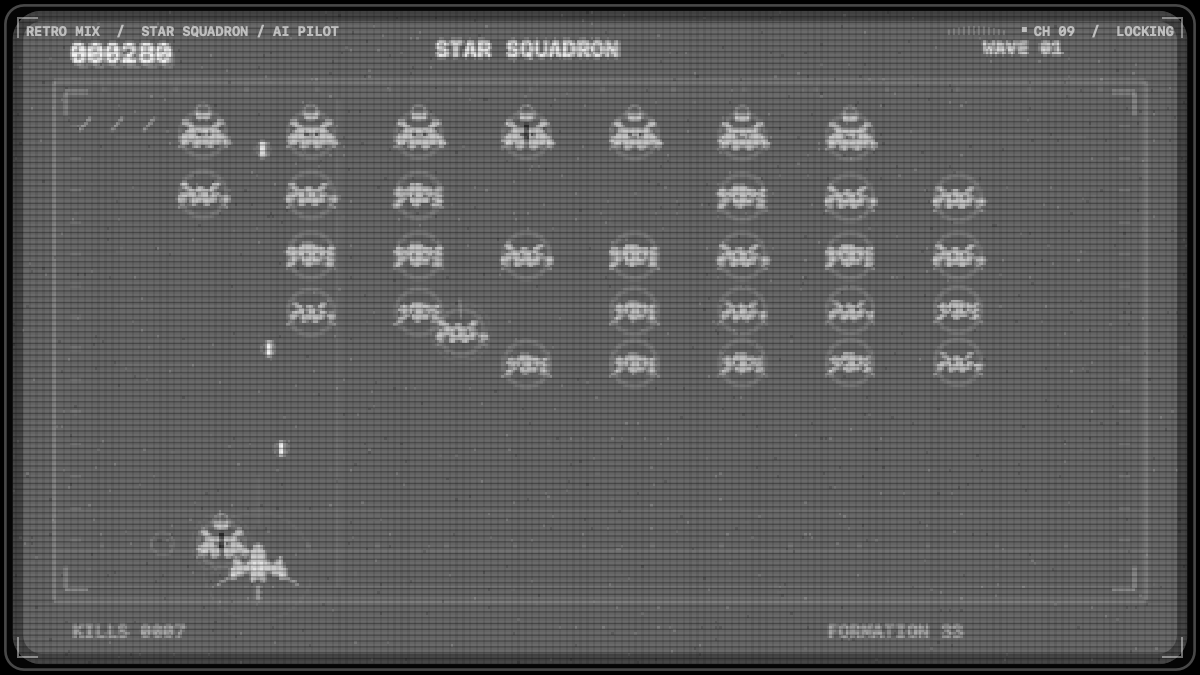 RETRO MIX / STAR SQUADRON / AI PILOT
CH 09 / LOCKING
000280
STAR SQUADRON
WAVE 01
KILLS 0007
FORMATION 33